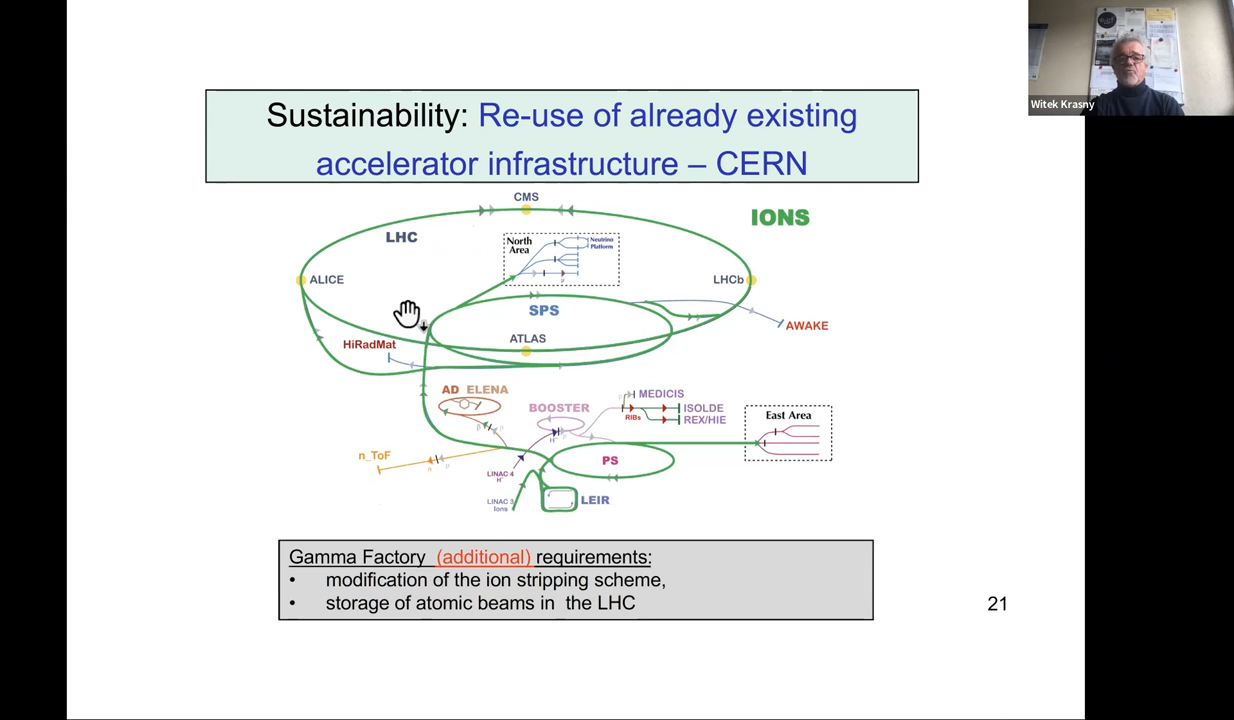 Witek Krasny
Sustainability: Re-use of already existing
accelerator infrastructure – CERN
CMS
IONS
LHC
North
Area
Neutrino
Platform
ALICE
LHCb
SPS
AWAKE
ATLAS
HiRadMat
AD ELENA
MEDICIS
BOOSTER
RIBs
ISOLDE
REX/HIE
East Area
n_ToF
n
p
LINAC 4
H-
PS
LINAC 3
Ions
LEIR
Gamma Factory (additional) requirements:
• modification of the ion stripping scheme,
• storage of atomic beams in the LHC
21